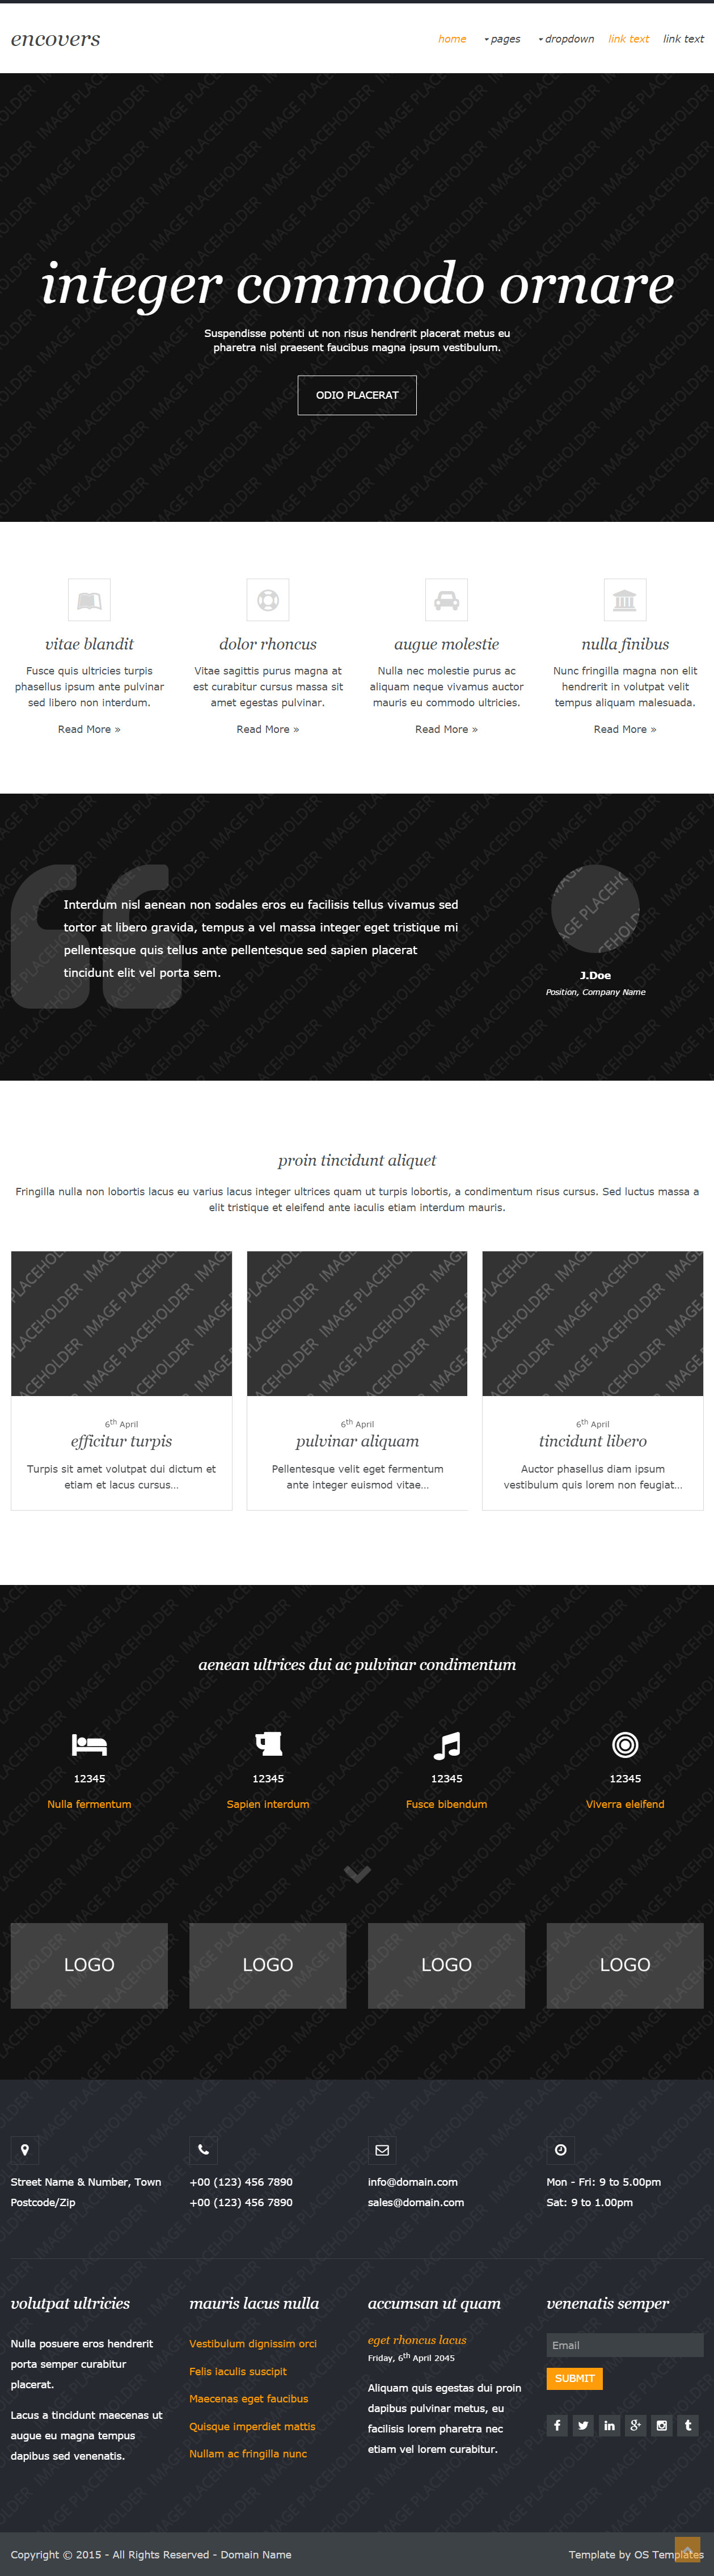 encovers
home pages dropdown link text link text
integer commodo ornare
Suspendisse potenti ut non risus hendrerit placerat metus eu
pharetra nisl praesent faucibus magna ipsum vestibulum.
ODIO PLACERAT
vitae blandit
Fusce quis ultricies turpis
phasellus ipsum ante pulvinar
sed libero non interdum.
Read More »
dolor rhoncus
Vitae sagittis purus magna at
est curabitur cursus massa sit
amet egestas pulvinar.
Read More »
augue molestie
Nulla nec molestie purus ac
aliquam neque vivamus auctor
mauris eu commodo ultricies.
Read More »
nulla finibus
Nunc fringilla magna non elit
hendrerit in volutpat velit
tempus aliquam malesuada.
Read More »
Interdum nisl aenean non sodales eros eu facilisis tellus vivamus sed
tortor at libero gravida, tempus a vel massa integer eget tristique mi
pellentesque quis tellus ante pellentesque sed sapien placerat
tincidunt elit vel porta sem.
IMAGE PLACEHOLDER
J.Doe
Position, Company Name
proin tincidunt aliquet
Fringilla nulla non lobortis lacus eu varius lacus integer ultrices quam ut turpis lobortis, a condimentum risus cursus. Sed luctus massa a
elit tristique et eleifend ante iaculis etiam interdum mauris.
IMAGE PLACEHOLDER
6th April
efficitur turpis
Turpis sit amet volutpat dui dictum et
etiam et lacus cursus...
IMAGE PLACEHOLDER
6th April
pulvinar aliquam
Pellentesque velit eget fermentum
ante integer euismod vitae...
IMAGE PLACEHOLDER
6th April
tincidunt libero
Auctor phasellus diam ipsum
vestibulum quis lorem non feugiat...
aenean ultrices dui ac pulvinar condimentum
12345
Nulla fermentum
12345
Sapien interdum
12345
Fusce bibendum
12345
Viverra eleifend
LOGO
LOGO
LOGO
LOGO
Street Name & Number, Town
Postcode/Zip
+00 (123) 456 7890
+00 (123) 456 7890
info@domain.com
sales@domain.com
Mon - Fri: 9 to 5.00pm
Sat: 9 to 1.00pm
volutpat ultricies
Nulla posuere eros hendrerit
porta semper curabitur
placerat.
Lacus a tincidunt maecenas ut
augue eu magna tempus
dapibus sed venenatis.
mauris lacus nulla
Vestibulum dignissim orci
Felis iaculis suscipit
Maecenas eget faucibus
Quisque imperdiet mattis
Nullam ac fringilla nunc
accumsan ut quam
eget rhoncus lacus
Friday, 6th April 2045
Aliquam quis egestas dui proin
dapibus pulvinar metus, eu
facilisis lorem pharetra nec
etiam vel lorem curabitur.
venenatis semper
Email
SUBMIT
Copyright © 2015 - All Rights Reserved - Domain Name
Template by OS Templates